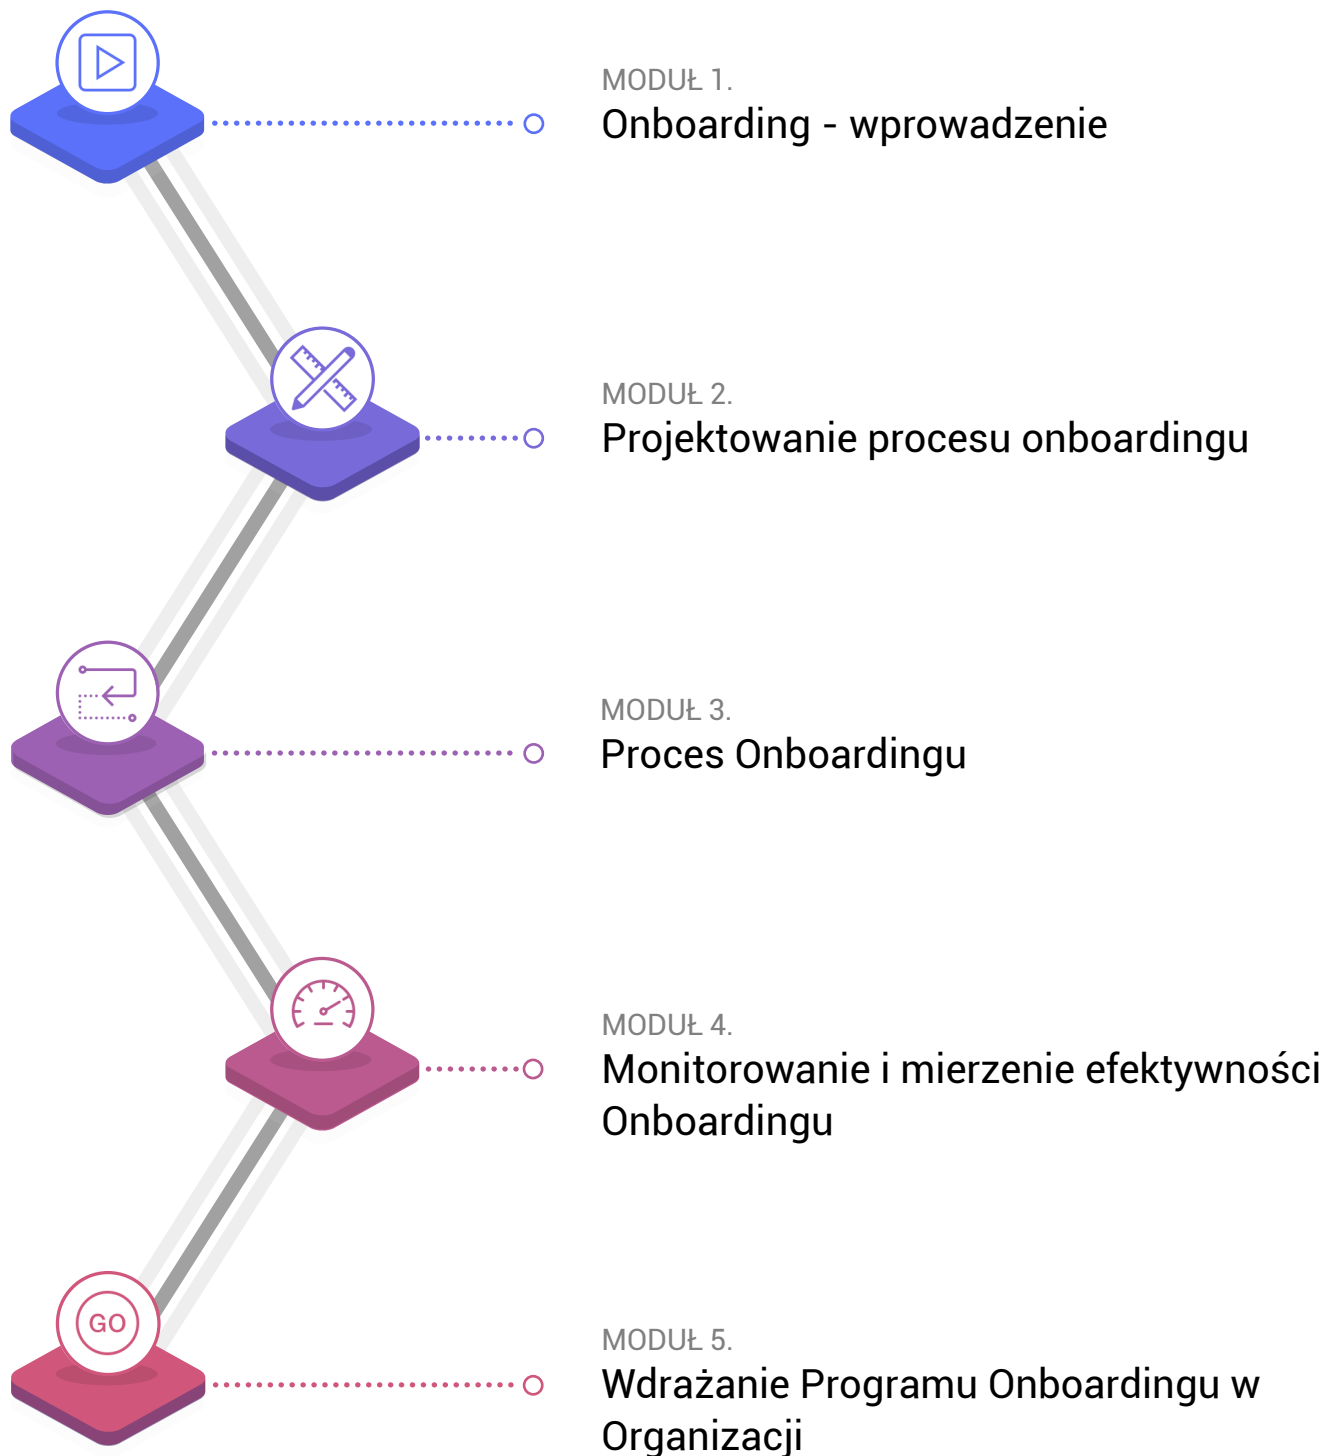 MODUŁ 1.
Onboarding - wprowadzenie
MODUŁ 2.
Projektowanie procesu onboardingu
MODUŁ 3.
Proces Onboardingu
MODUŁ 4.
Monitorowanie i mierzenie efektywności
Onboardingu
GO
MODUŁ 5.
Wdrażanie Programu Onboardingu w
Organizacji